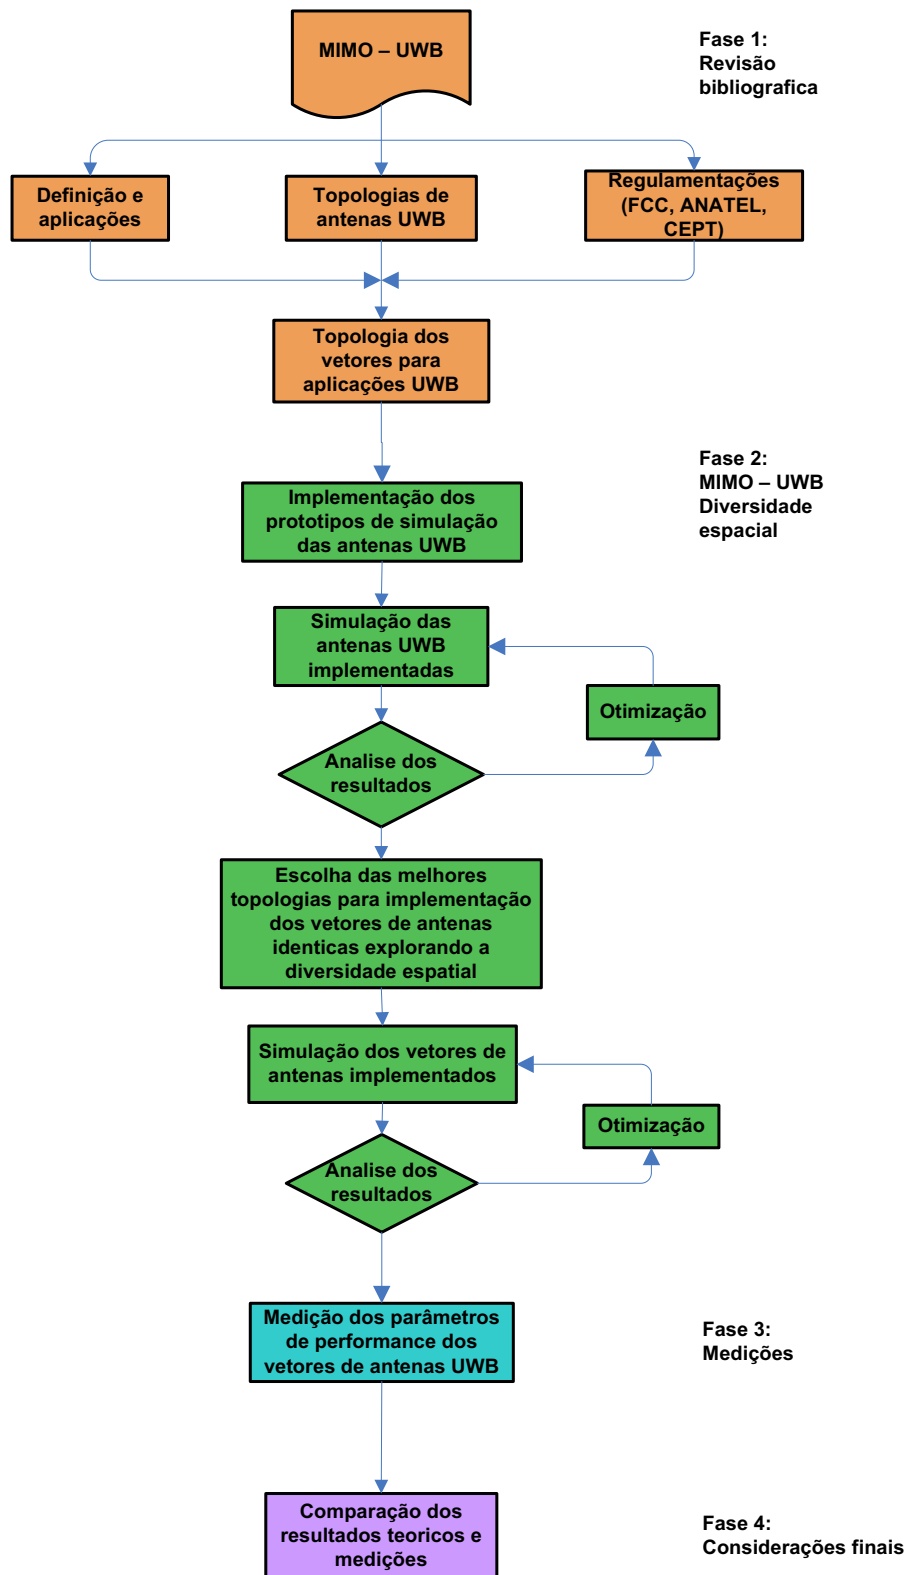 MIMO – UWB
Fase 1:
Revisão
bibliografica
Definição e
aplicações
Topologias de
antenas UWB
Regulamentações
(FCC, ANATEL,
CEPT)
Topologia dos
vetores para
aplicações UWB
Fase 2:
MIMO – UWB
Diversidade
espacial
Implementação dos
prototipos de simulação
das antenas UWB
Simulação das
antenas UWB
implementadas
Otimização
Analise dos
resultados
Escolha das melhores
topologias para implementação
dos vetores de antenas
identicas explorando a
diversidade espatial
Simulação dos vetores de
antenas implementados
Otimização
Analise dos
resultados
Medição dos parâmetros
de performance dos
vetores de antenas UWB
Fase 3:
Medições
Comparação dos
resultados teoricos e
medições
Fase 4:
Considerações finais